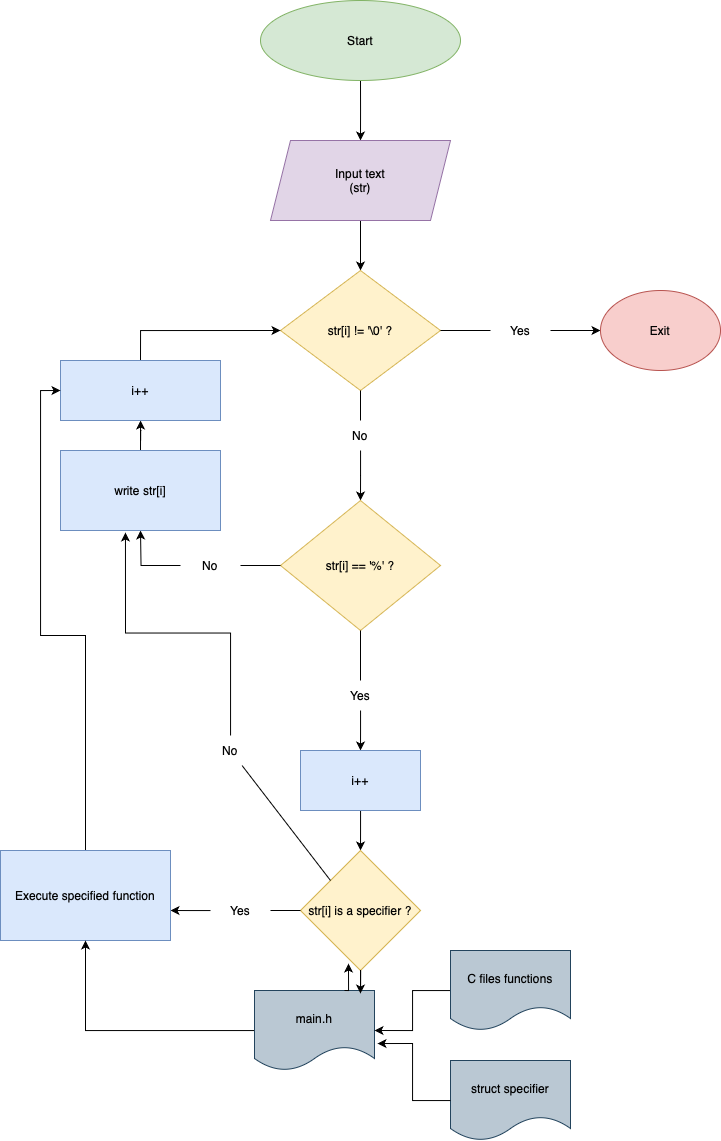 Start
Input text
(str)
str[i] != '\0' ?
Yes
Exit
i++
No
write str[i]
str[i] == '%' ?
No
Yes
No
i++
Execute specified function
Yes
str[i] is a specifier ?
C files functions
main.h
struct specifier